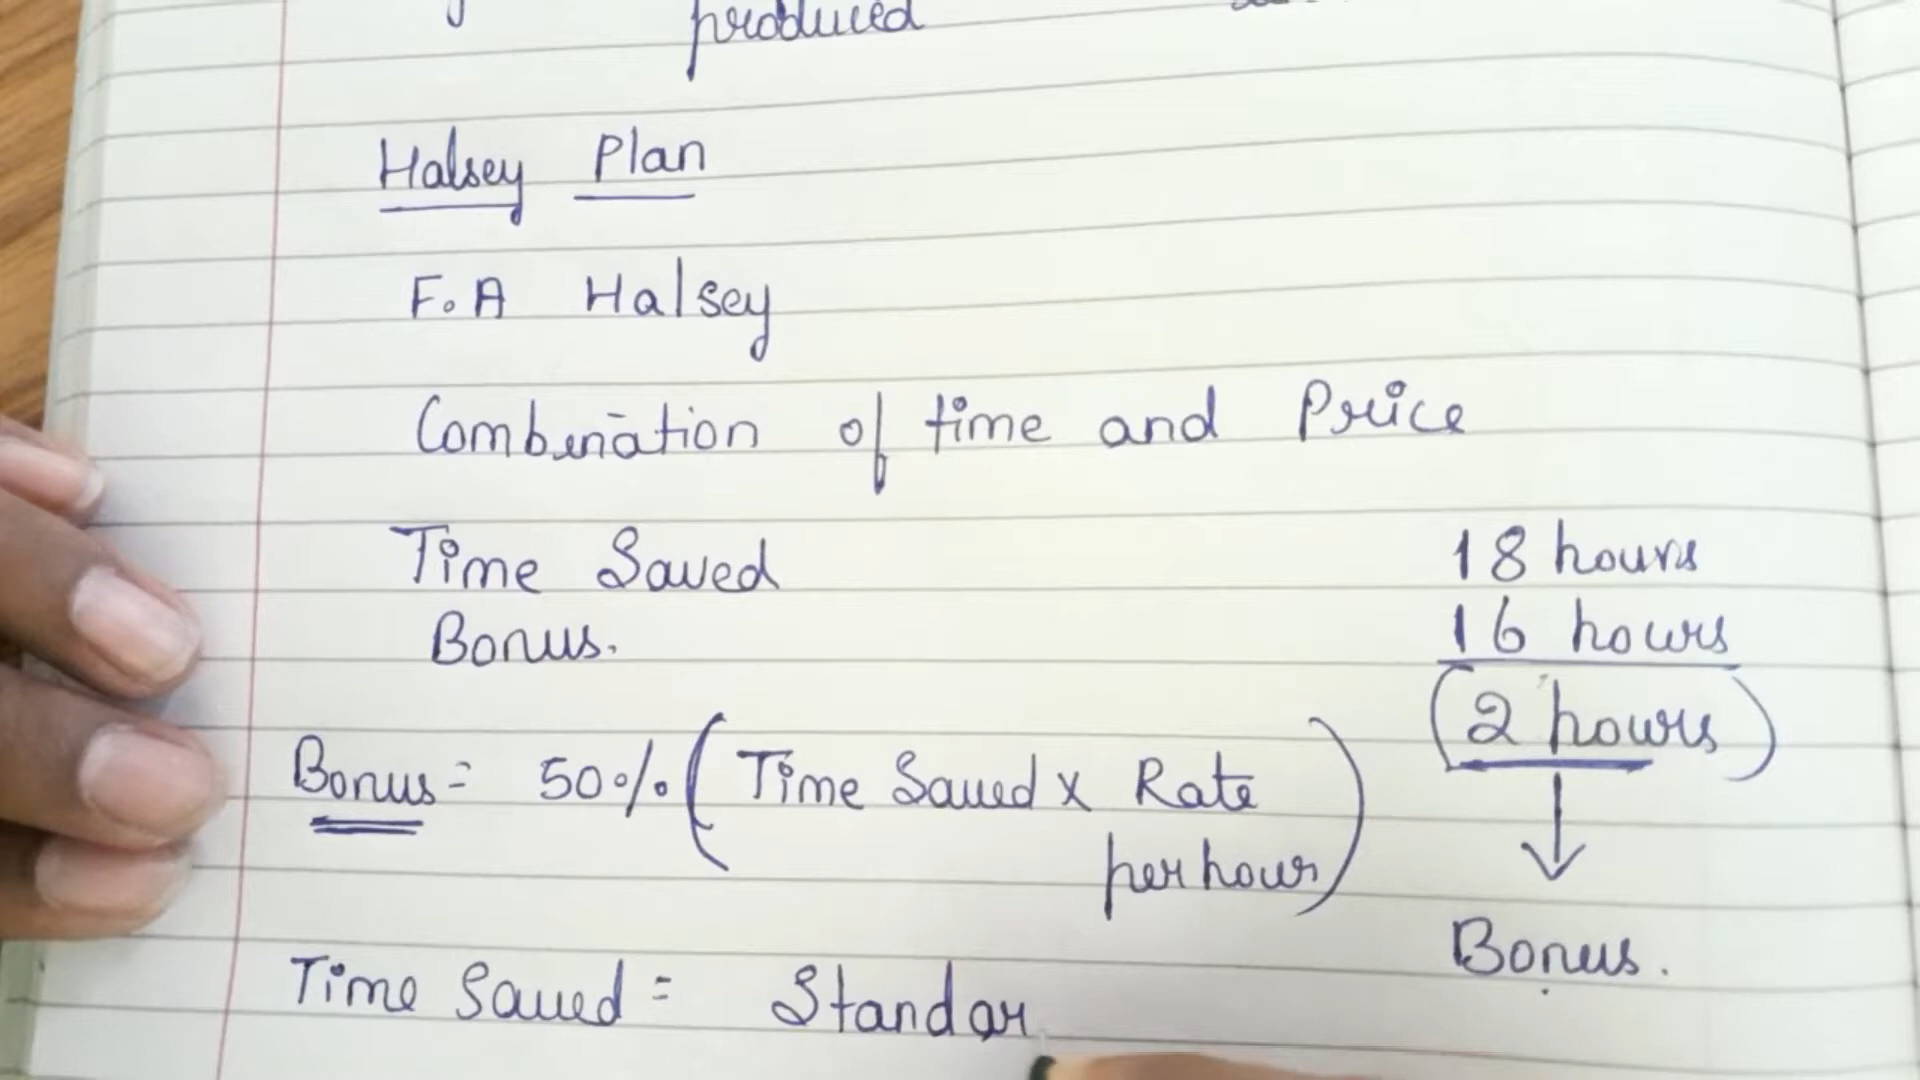 produced
Halsey Plan
F.A Halsey
Combination of time and Price
Time Saved
Bonus.
18 hours
16 hours
(2 hours)
Bonus.
Bonus = 50% (Time Saved x Rate
per hour)
Time Saved = Standar